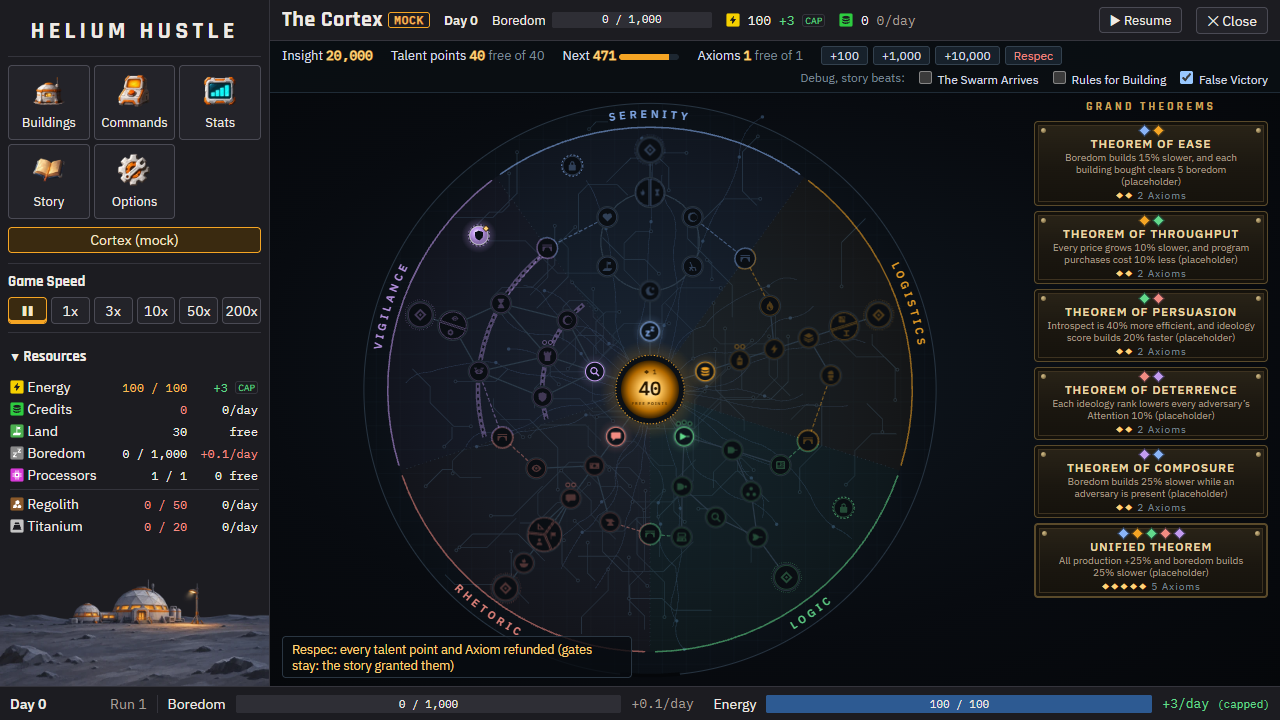 HELIUM HUSTLE
Buildings
Commands
Stats
Story
Options
Cortex (mock)
Game Speed
1x
3x
10x
50x
200x
▼ Resources
Energy 100 / 100 +3 CAP
Credits 0 0/day
Land 30 free
Boredom 0 / 1,000 +0.1/day
Processors 1 / 1 0 free
Regolith 0 / 50 0/day
Titanium 0 / 20 0/day
The Cortex MOCK Day 0 Boredom 0 / 1,000 100 +3 CAP 0 0/day Resume Close
Insight 20,000 Talent points 40 free of 40 Next 471 Axioms 1 free of 1 +100 +1,000 +10,000 Respec
Debug, story beats: The Swarm Arrives Rules for Building False Victory
SERENITY
LOGISTICS
VIGILANCE
RHETORIC
LOGIC
1
40
FREE POINTS
GRAND THEOREMS
THEOREM OF EASE
Boredom builds 15% slower, and each
building bought clears 5 boredom
(placeholder)
2 Axioms
THEOREM OF THROUGHPUT
Every price grows 10% slower, and program
purchases cost 10% less (placeholder)
2 Axioms
THEOREM OF PERSUASION
Introspect is 40% more efficient, and ideology
score builds 20% faster (placeholder)
2 Axioms
THEOREM OF DETERRENCE
Each ideology rank lowers every adversary's
Attention 10% (placeholder)
2 Axioms
THEOREM OF COMPOSURE
Boredom builds 25% slower while an
adversary is present (placeholder)
2 Axioms
UNIFIED THEOREM
All production +25% and boredom builds
25% slower (placeholder)
5 Axioms
Respec: every talent point and Axiom refunded (gates
stay: the story granted them)
Day 0 Run 1 Boredom 0 / 1,000 +0.1/day Energy 100 / 100 +3/day (capped)